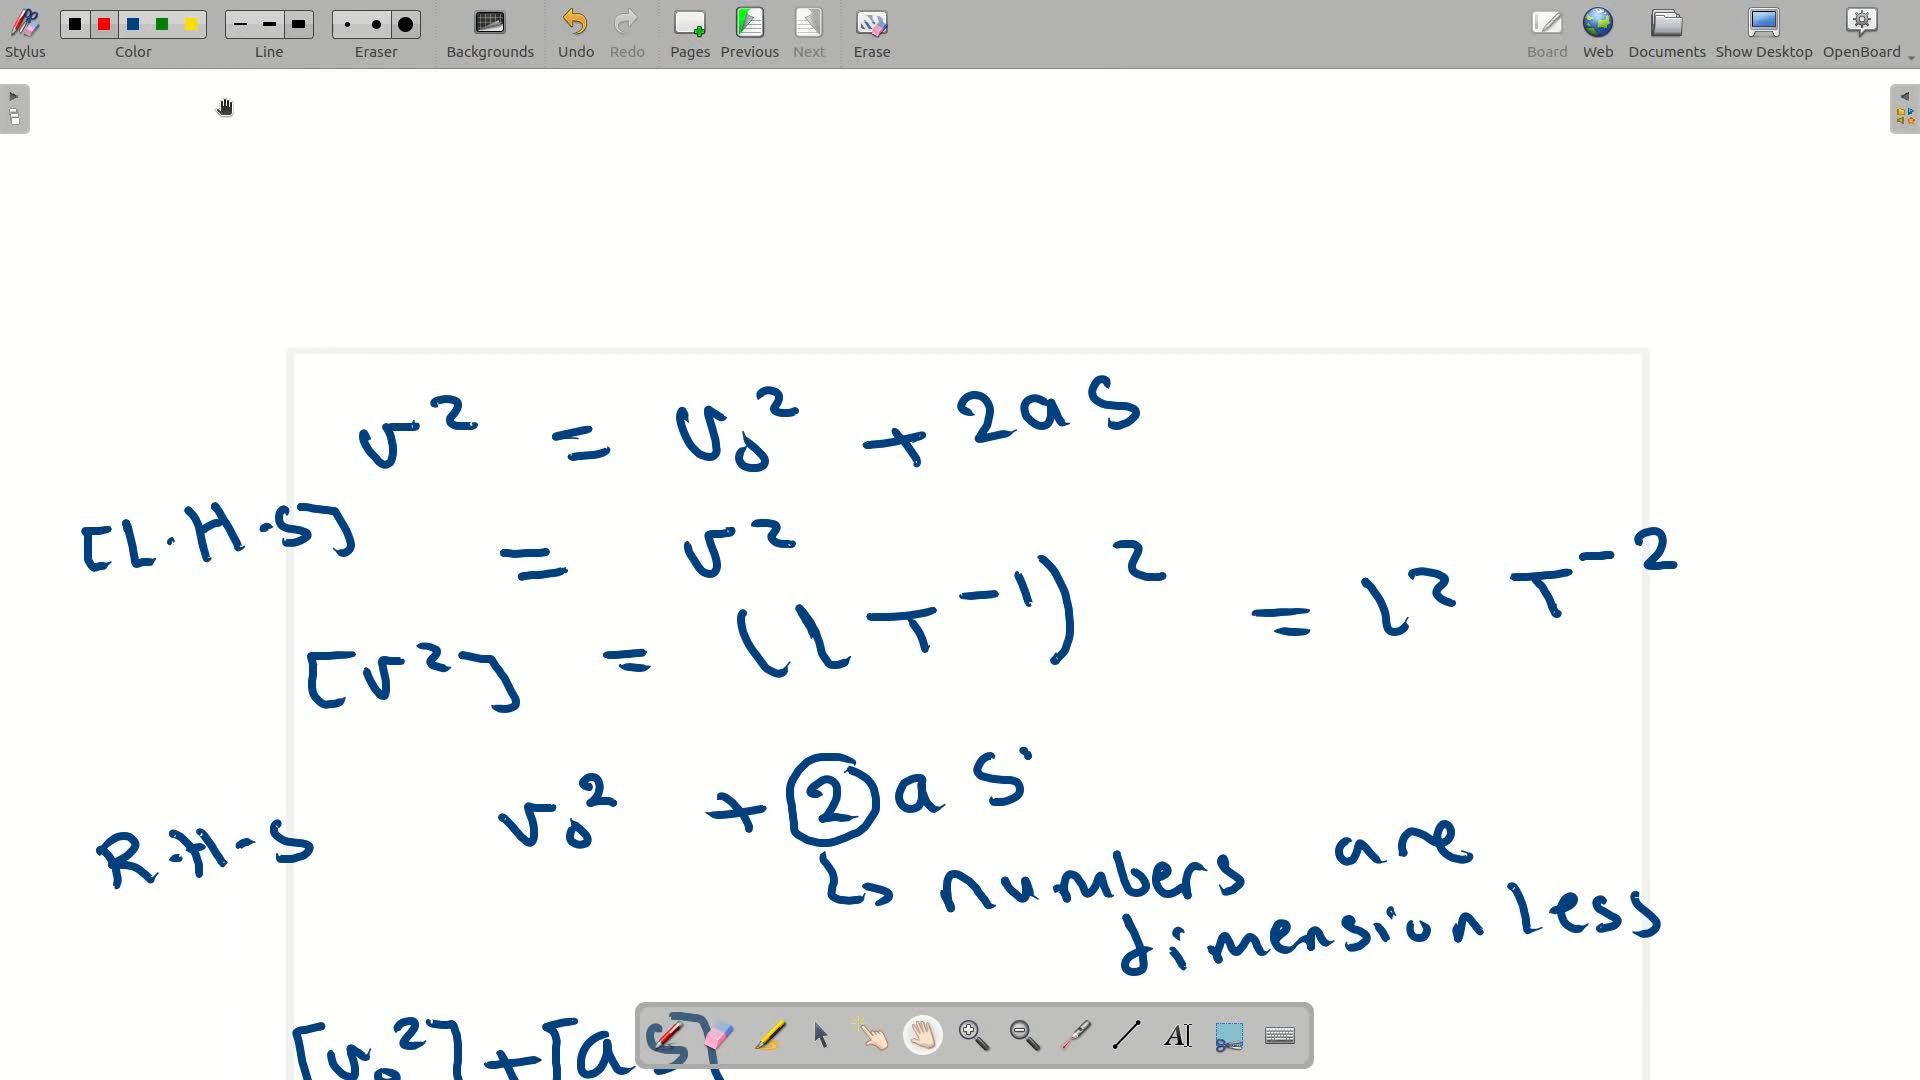 Stylus Color Line Eraser Backgrounds Undo Redo Pages Previous Next Erase Board Web Documents Show Desktop OpenBoard
v² = v₀² + 2aS
[L.H.S] = v²
[v²] = (LT⁻¹)² = L² T⁻²
R.H.S v₀² + 2aS
↳ numbers are
dimensionless
[v₀²] + [aS]